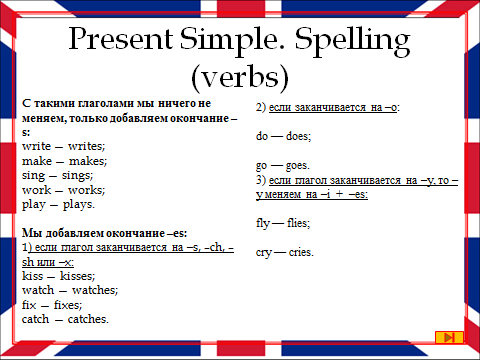 Present Simple. Spelling
(verbs)
С такими глаголами мы ничего не
меняем, только добавляем окончание –
s:
write — writes;
make — makes;
sing — sings;
work — works;
play — plays.
Мы добавляем окончание –es:
1) если глагол заканчивается на –s, –ch, –
sh или –x:
kiss — kisses;
watch — watches;
fix — fixes;
catch — catches.
2) если заканчивается на –o:
do — does;
go — goes.
3) если глагол заканчивается на –y, то –
y меняем на –i + –es:
fly — flies;
cry — cries.